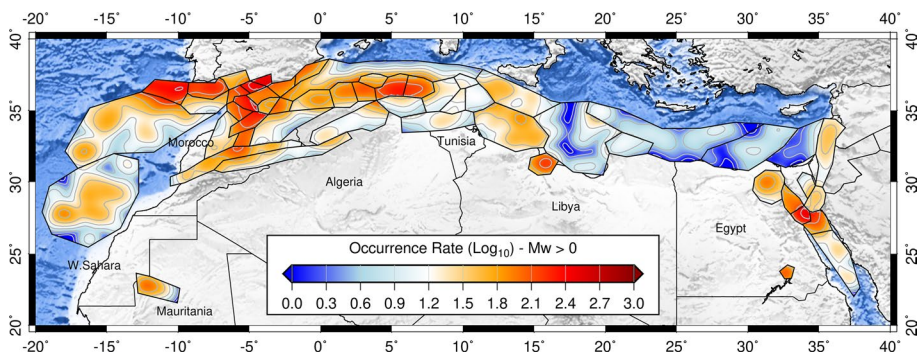 -20° -15° -10° -5° 0° 5° 10° 15° 20° 25° 30° 35° 40°
40° 40°
35° 35°
Morocco Tunisia
30° 30°
Algeria
Libya
Egypt
25° 25°
W.Sahara
Mauritania
Occurrence Rate (Log10) - Mw > 0
0.0 0.3 0.6 0.9 1.2 1.5 1.8 2.1 2.4 2.7 3.0
20° 20°
-20° -15° -10° -5° 0° 5° 10° 15° 20° 25° 30° 35° 40°